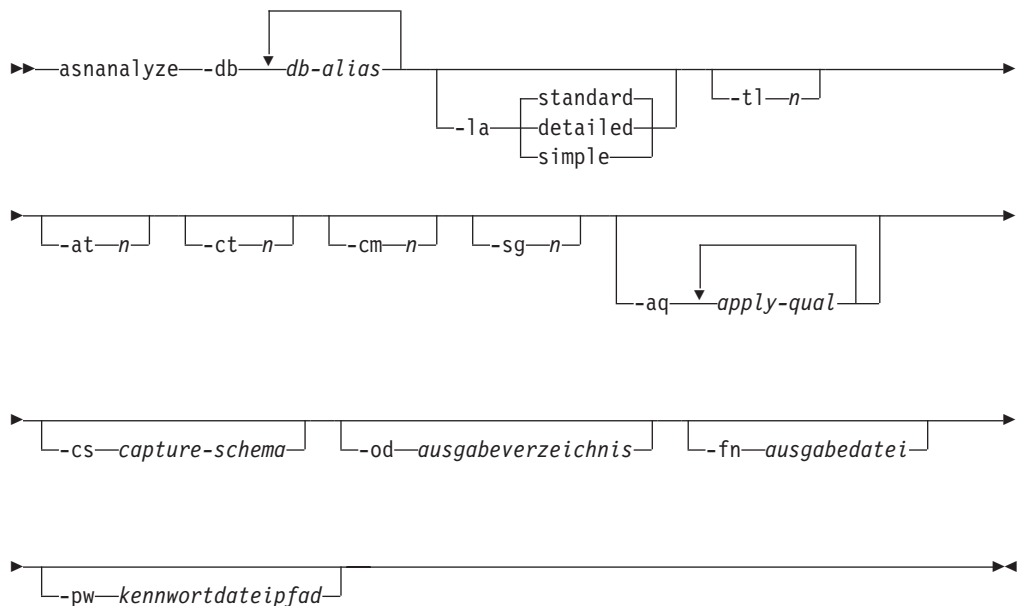 asnanalyze -db db-alias
-la standard -tl n
detailed
simple
-at n -ct n -cm n -sg n
-aq apply-qual
-cs capture-schema -od ausgabeverzeichnis -fn ausgabedatei
-pw kennwortdateipfad